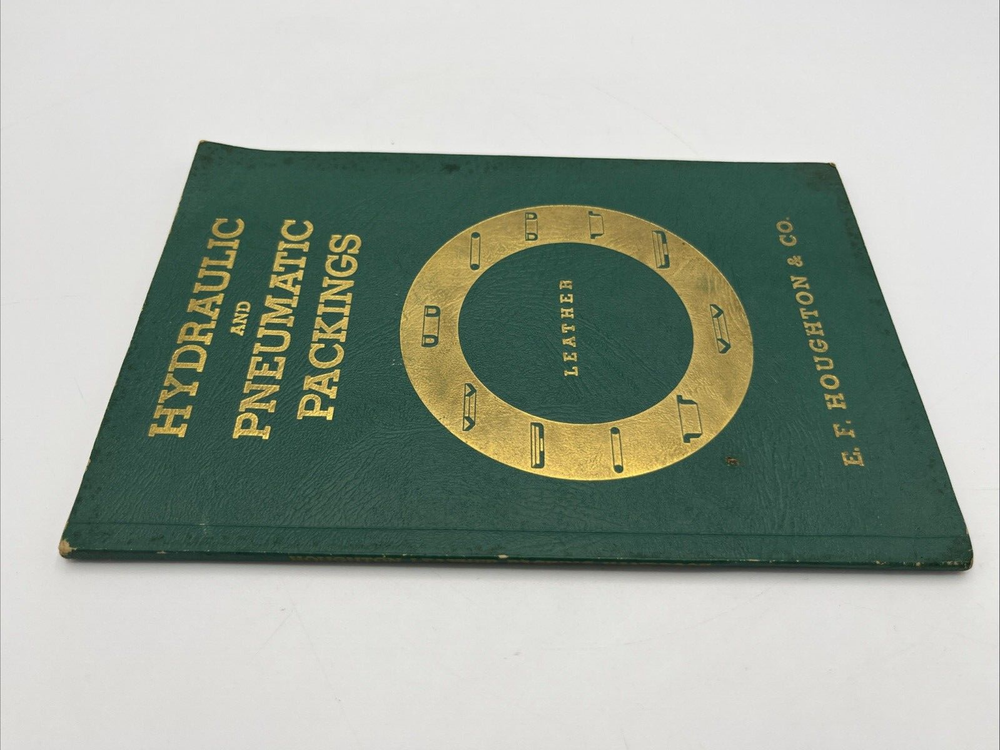 HYDRAULIC
AND
PNEUMATIC
PACKINGS
LEATHER
E. F. HOUGHTON & CO.